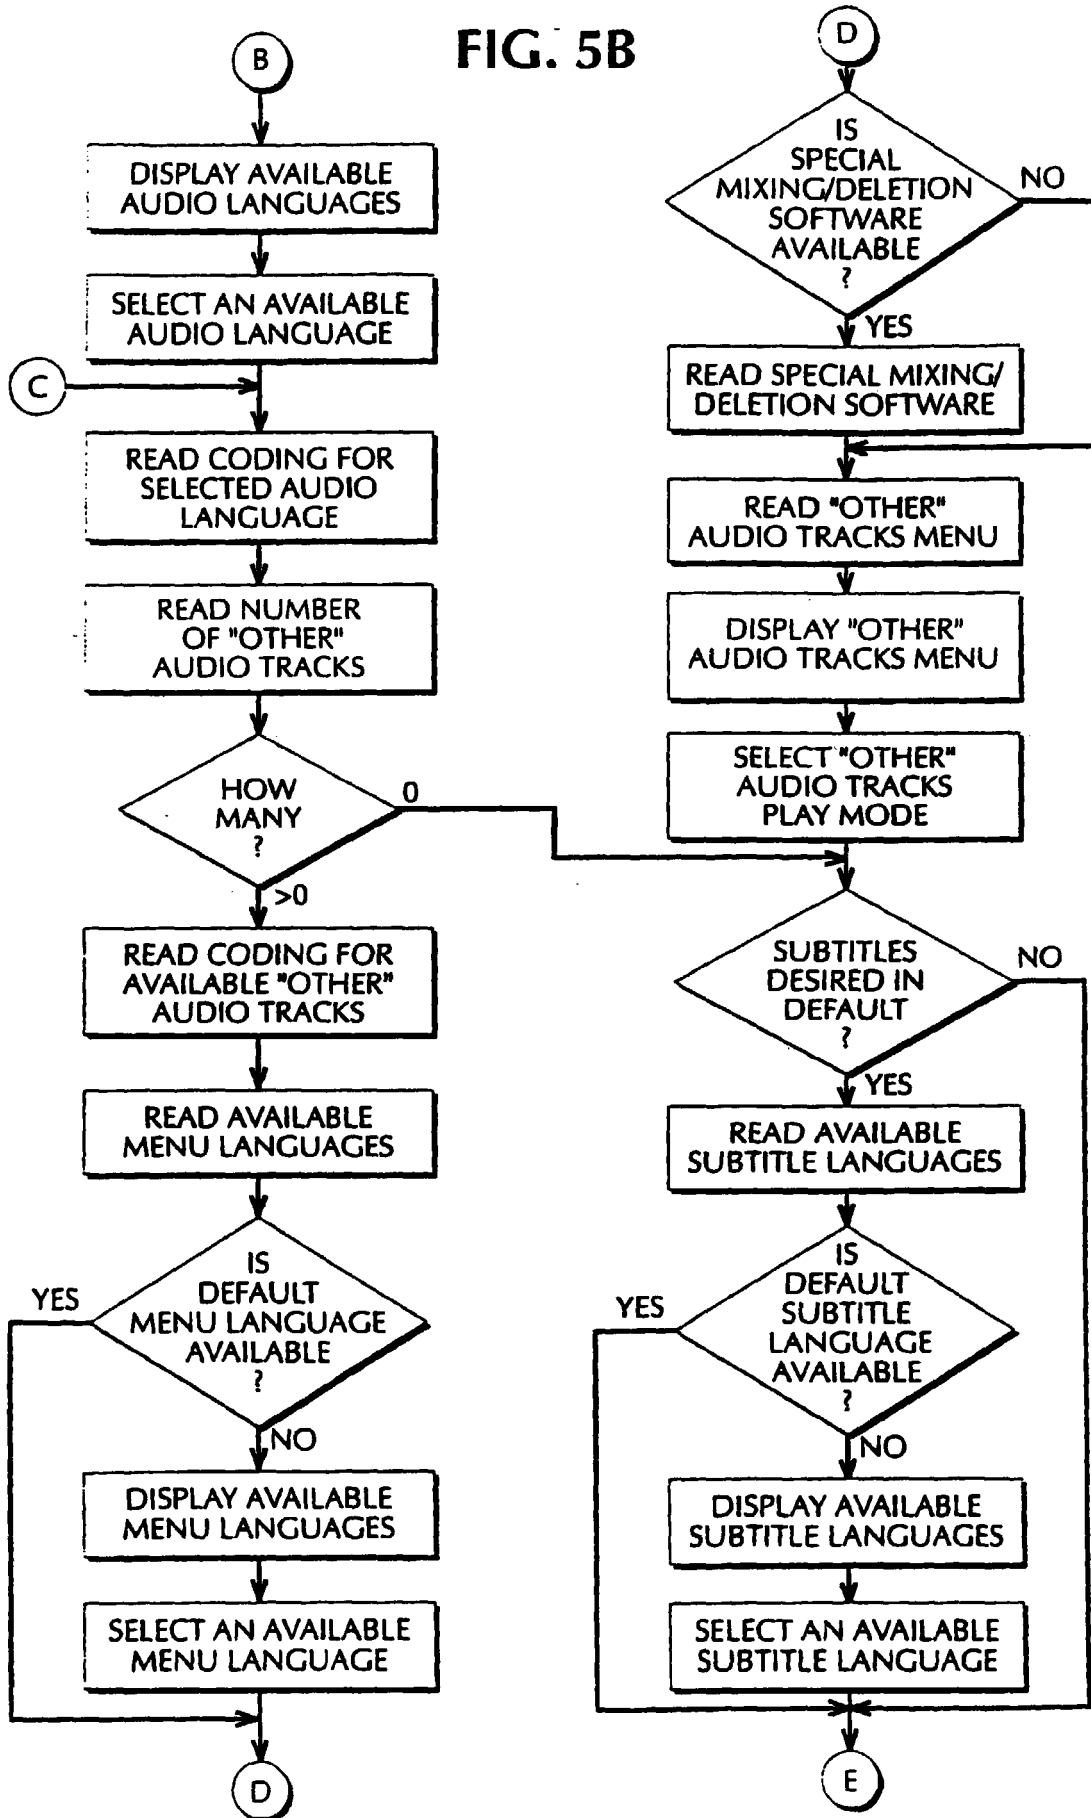 FIG. 5B
B
DISPLAY AVAILABLE
AUDIO LANGUAGES
SELECT AN AVAILABLE
AUDIO LANGUAGE
C
READ CODING FOR
SELECTED AUDIO
LANGUAGE
READ NUMBER
OF "OTHER"
AUDIO TRACKS
HOW
MANY
?
0
>0
READ CODING FOR
AVAILABLE "OTHER"
AUDIO TRACKS
READ AVAILABLE
MENU LANGUAGES
IS
DEFAULT
MENU LANGUAGE
AVAILABLE
?
YES
NO
DISPLAY AVAILABLE
MENU LANGUAGES
SELECT AN AVAILABLE
MENU LANGUAGE
D
D
IS
SPECIAL
MIXING/DELETION
SOFTWARE
AVAILABLE
?
NO
YES
READ SPECIAL MIXING/
DELETION SOFTWARE
READ "OTHER"
AUDIO TRACKS MENU
DISPLAY "OTHER"
AUDIO TRACKS MENU
SELECT "OTHER"
AUDIO TRACKS
PLAY MODE
SUBTITLES
DESIRED IN
DEFAULT
?
NO
YES
READ AVAILABLE
SUBTITLE LANGUAGES
IS
DEFAULT
SUBTITLE
LANGUAGE
AVAILABLE
?
YES
NO
DISPLAY AVAILABLE
SUBTITLE LANGUAGES
SELECT AN AVAILABLE
SUBTITLE LANGUAGE
E